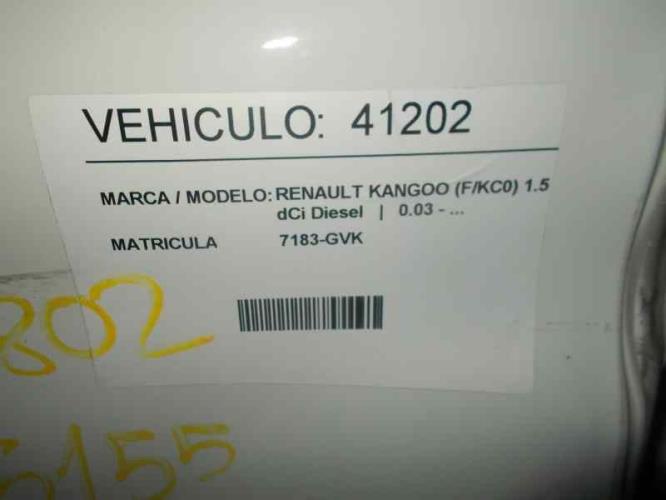 VEHICULO: 41202
MARCA / MODELO: RENAULT KANGOO (F/KC0) 1.5
dCi Diesel | 0.03 - ...
MATRICULA 7183-GVK
802
6155